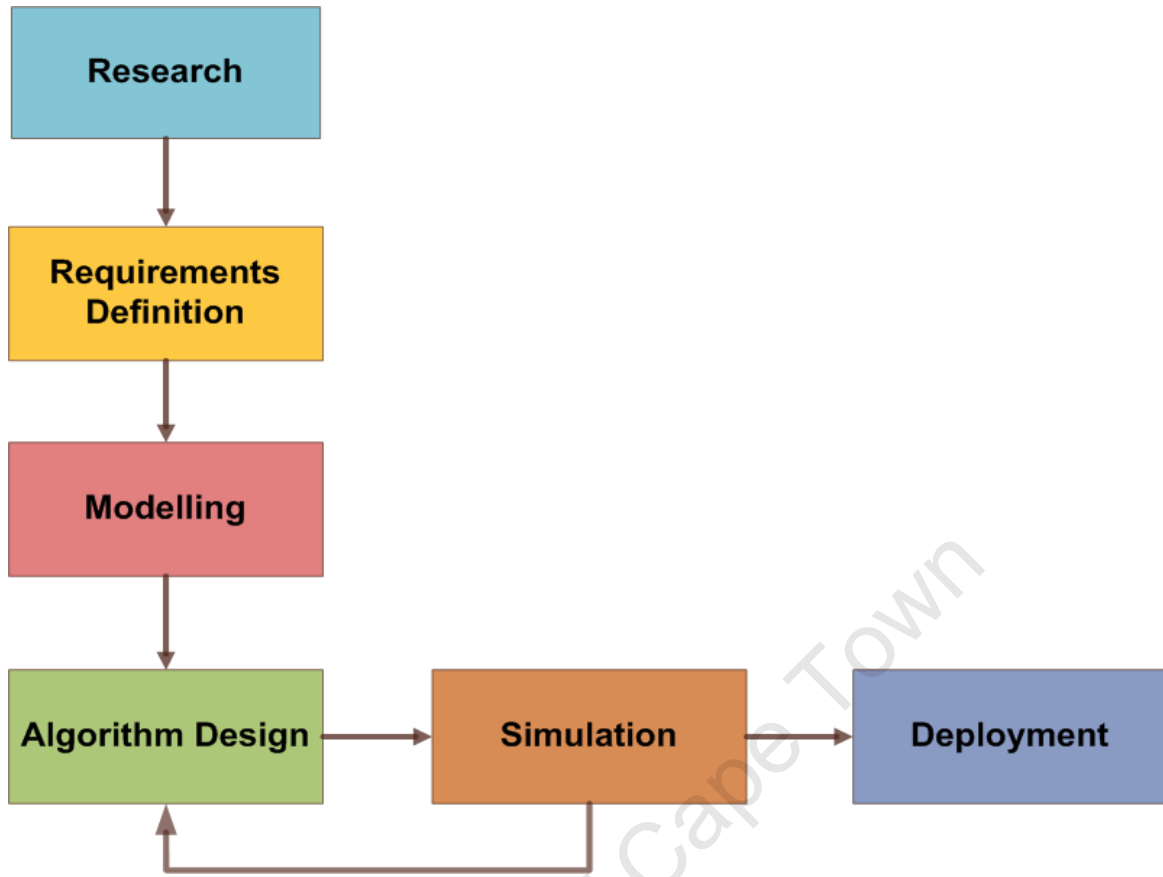 Research
Requirements
Definition
Modelling
Algorithm Design
Simulation
Deployment
Cape Town